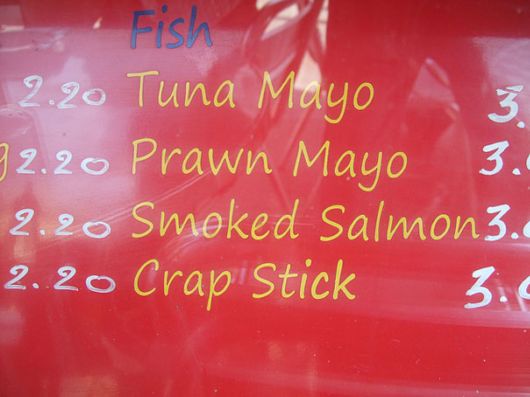 Fish
2.20 Tuna Mayo 3.
2.20 Prawn Mayo 3.
2.20 Smoked Salmon 3.
2.20 Crap Stick 3.